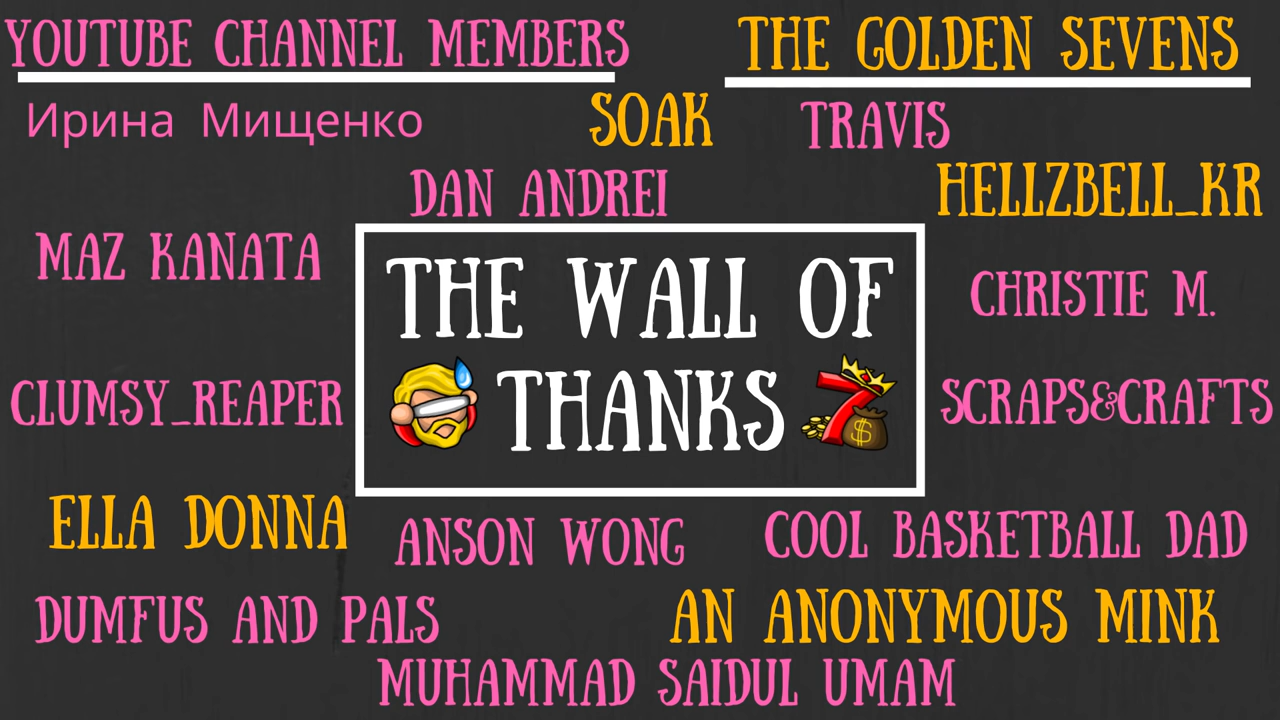 YOUTUBE CHANNEL MEMBERS
THE GOLDEN SEVENS
Ирина Мищенко
SOAK
TRAVIS
DAN ANDREI
HELLZBELL_KR
MAZ KANATA
THE WALL OF
THANKS
CHRISTIE M.
CLUMSY_REAPER
SCRAPS&CRAFTS
ELLA DONNA
ANSON WONG
COOL BASKETBALL DAD
DUMFUS AND PALS
AN ANONYMOUS MINK
MUHAMMAD SAIDUL UMAM